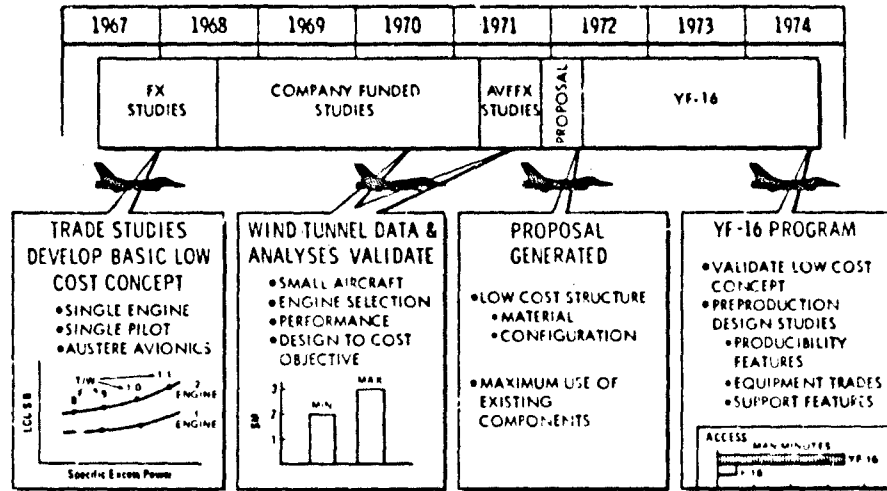 1967 1968 1969 1970 1971 1972 1973 1974
FX
STUDIES
COMPANY FUNDED
STUDIES
AVFFX
STUDIES
PROPOSAL
YF-16
TRADE STUDIES
DEVELOP BASIC LOW
COST CONCEPT
•SINGLE ENGINE
•SINGLE PILOT
•AUSTERE AVIONICS
T/W
1.1
1.0
2
ENGINE
1
ENGINE
LCC $B
Specific Excess Power
WIND TUNNEL DATA &
ANALYSES VALIDATE
•SMALL AIRCRAFT
•ENGINE SELECTION
•PERFORMANCE
•DESIGN TO COST
OBJECTIVE
3
2
1
$M
MIN
MAX
PROPOSAL
GENERATED
•LOW COST STRUCTURE
•MATERIAL
•CONFIGURATION
•MAXIMUM USE OF
EXISTING
COMPONENTS
YF-16 PROGRAM
•VALIDATE LOW COST
CONCEPT
•PREPRODUCTION
DESIGN STUDIES
•PRODUCIBILITY
FEATURES
•EQUIPMENT TRADES
•SUPPORT FEATURES
ACCESS
MAN MINUTES
YF-16
F-16